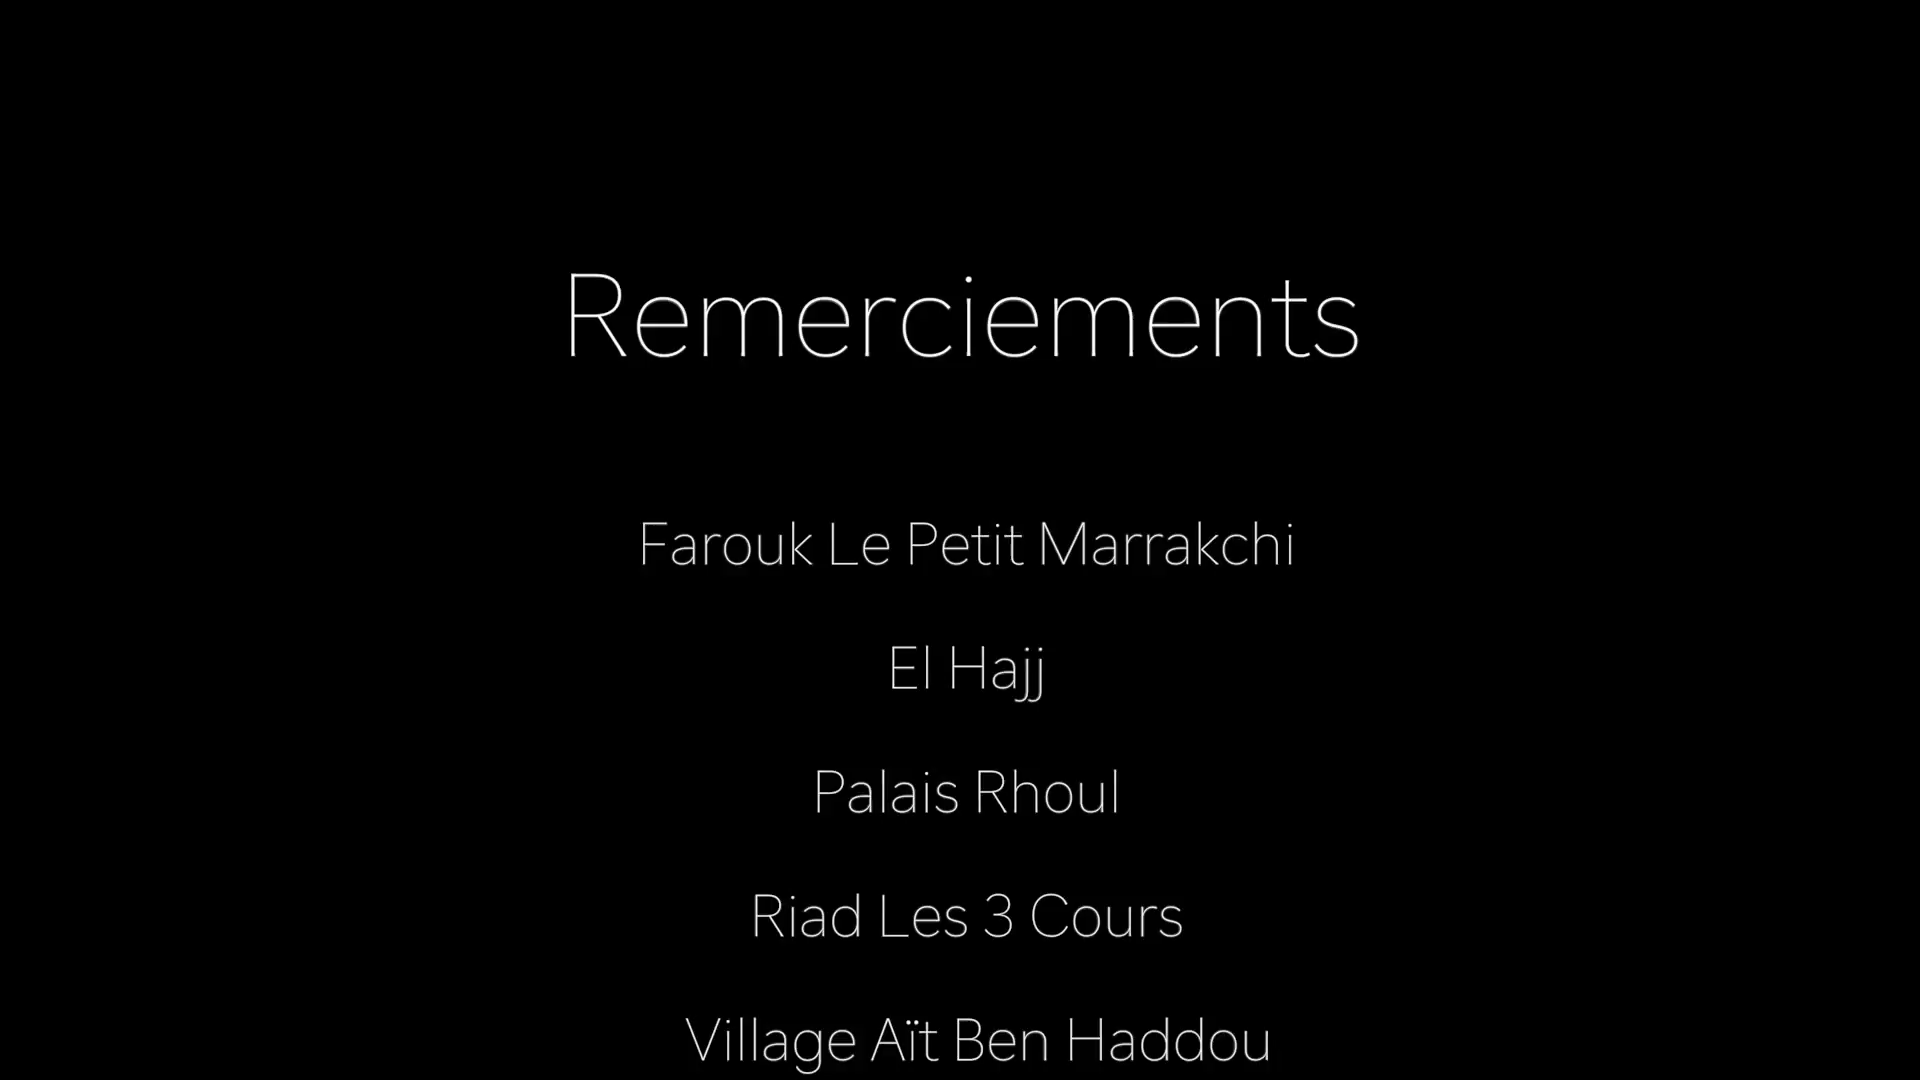 Remerciements
Farouk Le Petit Marrakchi
El Hajj
Palais Rhoul
Riad Les 3 Cours
Village Aït Ben Haddou